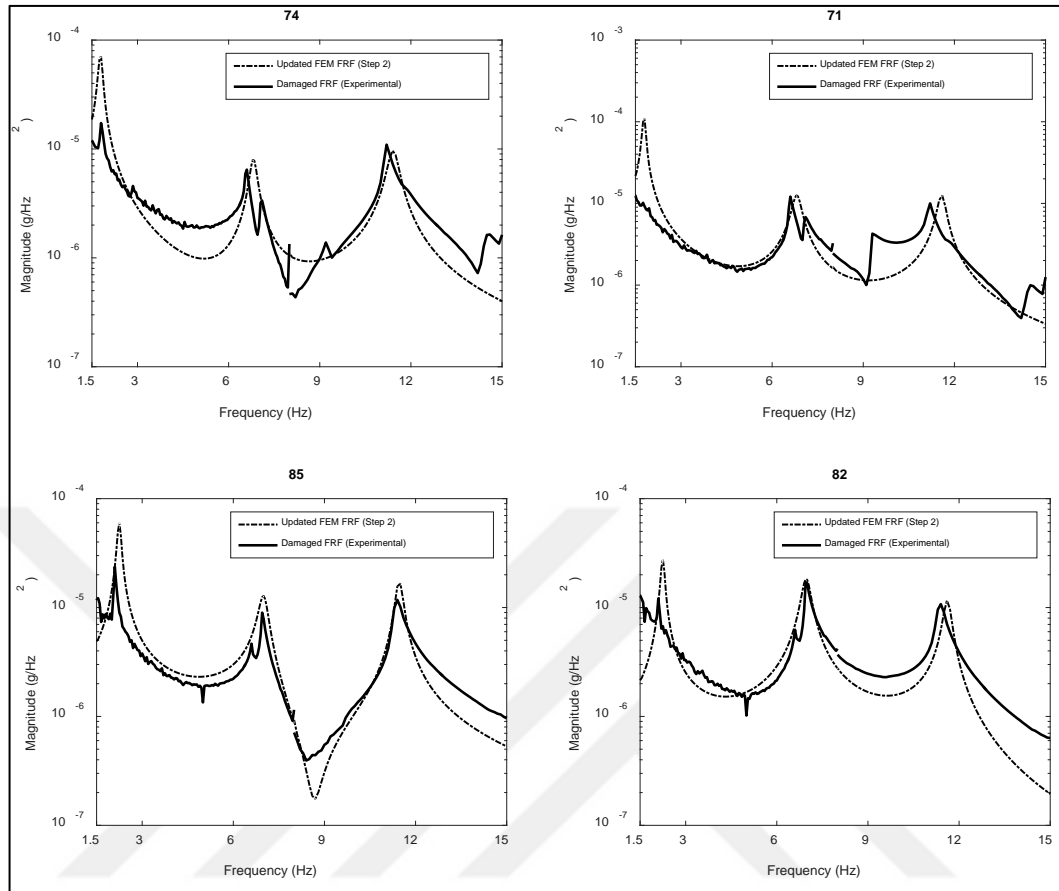 74
10 -4
10 -5
10 -6
10 -7
Magnitude (g/Hz 2 )
Updated FEM FRF (Step 2)
Damaged FRF (Experimental)
1.5 3 6 9 12 15
Frequency (Hz)
71
10 -3
10 -4
10 -5
10 -6
10 -7
Magnitude (g/Hz 2 )
Updated FEM FRF (Step 2)
Damaged FRF (Experimental)
1.5 3 6 9 12 15
Frequency (Hz)
85
10 -4
10 -5
10 -6
10 -7
Magnitude (g/Hz 2 )
Updated FEM FRF (Step 2)
Damaged FRF (Experimental)
1.5 3 6 9 12 15
Frequency (Hz)
82
10 -4
10 -5
10 -6
10 -7
Magnitude (g/Hz 2 )
Updated FEM FRF (Step 2)
Damaged FRF (Experimental)
1.5 3 6 9 12 15
Frequency (Hz)